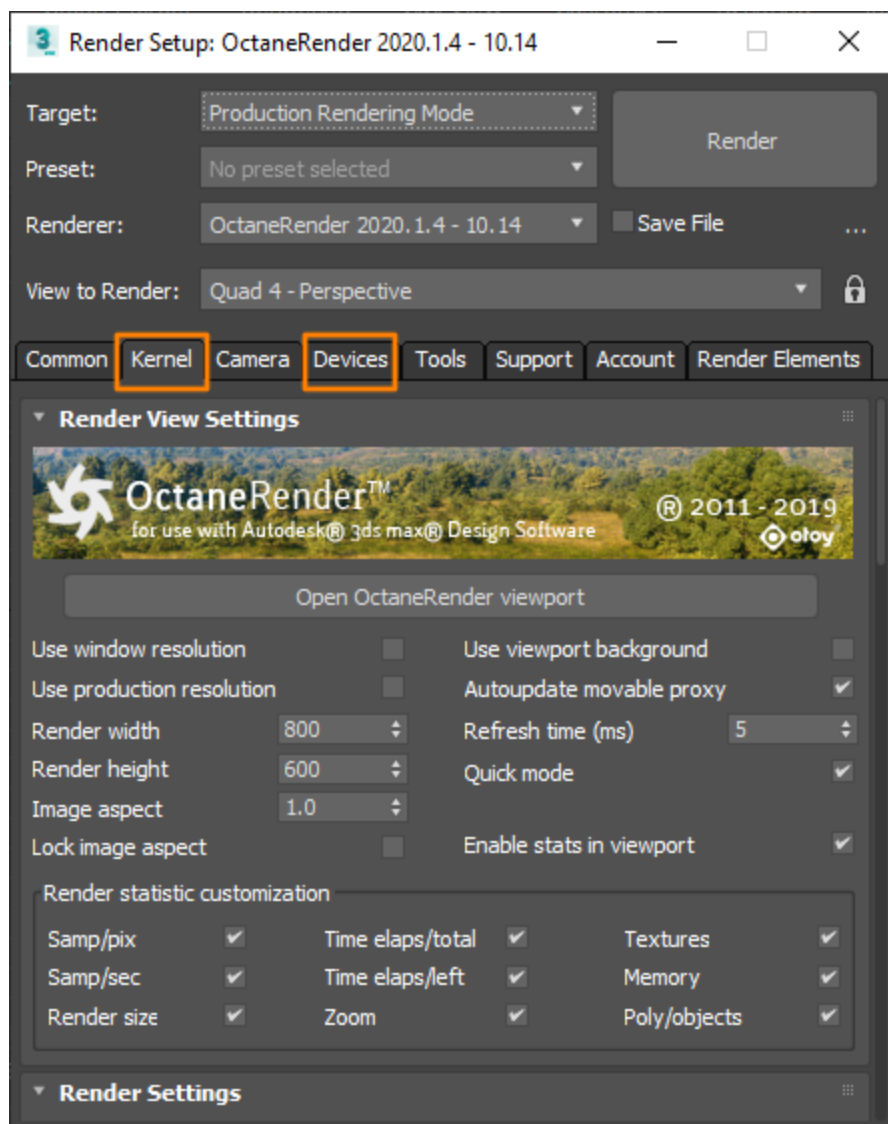 Render Setup: OctaneRender 2020.1.4 - 10.14
Target: Production Rendering Mode
Render
Preset: No preset selected
Renderer: OctaneRender 2020.1.4 - 10.14 Save File ...
View to Render: Quad 4 - Perspective
Common Kernel Camera Devices Tools Support Account Render Elements
Render View Settings
OctaneRender™
® 2011 - 2019
for use with Autodesk® 3ds max® Design Software
otoy
Open OctaneRender viewport
Use window resolution Use viewport background
Use production resolution Autoupdate movable proxy
Render width 800 Refresh time (ms) 5
Render height 600 Quick mode
Image aspect 1.0
Lock image aspect Enable stats in viewport
Render statistic customization
Samp/pix Time elaps/total Textures
Samp/sec Time elaps/left Memory
Render size Zoom Poly/objects
Render Settings